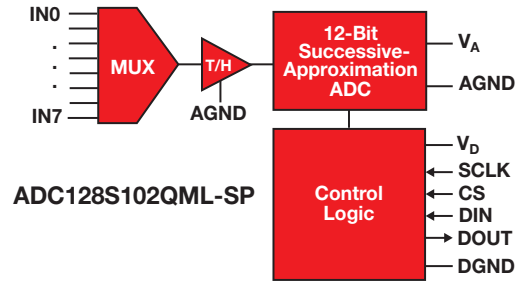 IN0
.
.
.
.
IN7
MUX
T/H
AGND
12-Bit
Successive-
Approximation
ADC
VA
AGND
Control
Logic
VD
SCLK
CS
DIN
DOUT
DGND
ADC128S102QML-SP